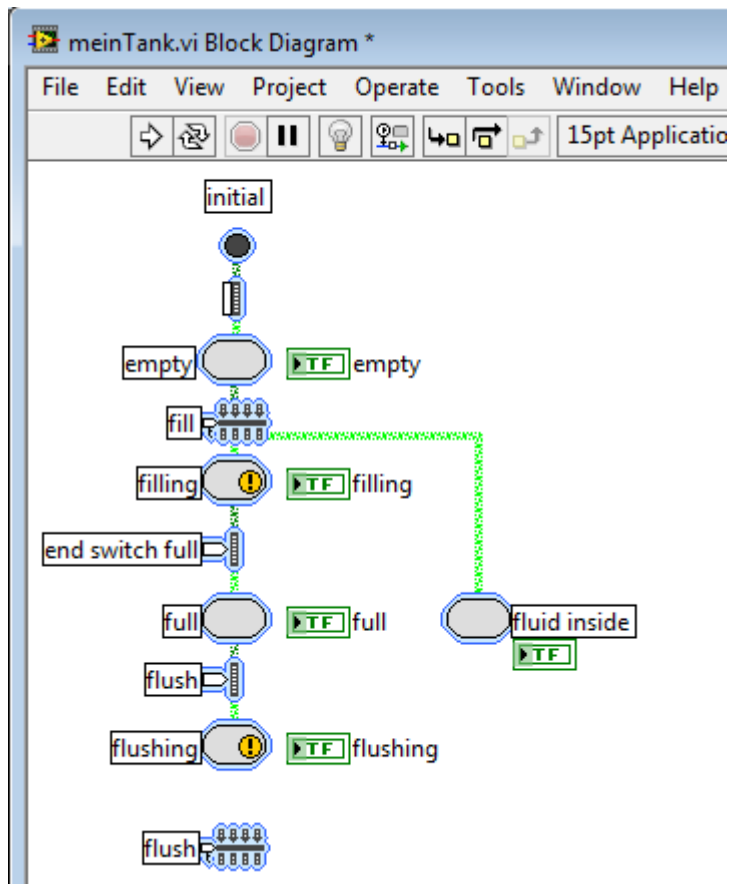 meinTank.vi Block Diagram *
File Edit View Project Operate Tools Window Help
15pt Applicatio
initial
empty TF empty
fill
filling TF filling
end switch full
full TF full fluid inside
TF
flush
flushing TF flushing
flush